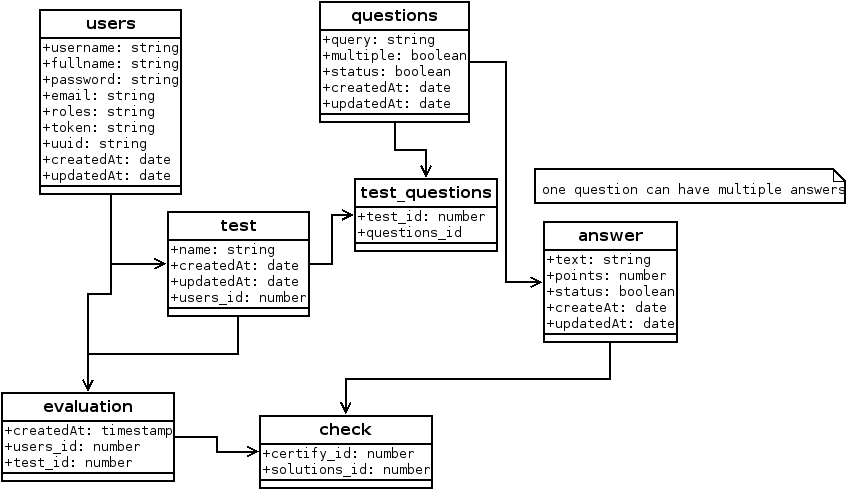 users
+username: string
+fullname: string
+password: string
+email: string
+roles: string
+token: string
+uuid: string
+createdAt: date
+updatedAt: date
questions
+query: string
+multiple: boolean
+status: boolean
+createdAt: date
+updatedAt: date
test_questions
+test_id: number
+questions_id
one question can have multiple answers
test
+name: string
+createdAt: date
+updatedAt: date
+users_id: number
answer
+text: string
+points: number
+status: boolean
+createAt: date
+updatedAt: date
evaluation
+createdAt: timestamp
+users_id: number
+test_id: number
check
+certify_id: number
+solutions_id: number